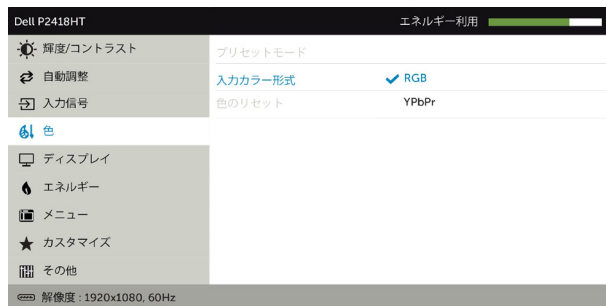 Dell P2418HT
エネルギー利用
輝度/コントラスト
プリセットモード
自動調整
入力カラー形式
RGB
入力信号
色のリセット
YPbPr
色
ディスプレイ
エネルギー
メニュー
カスタマイズ
その他
解像度 : 1920x1080, 60Hz